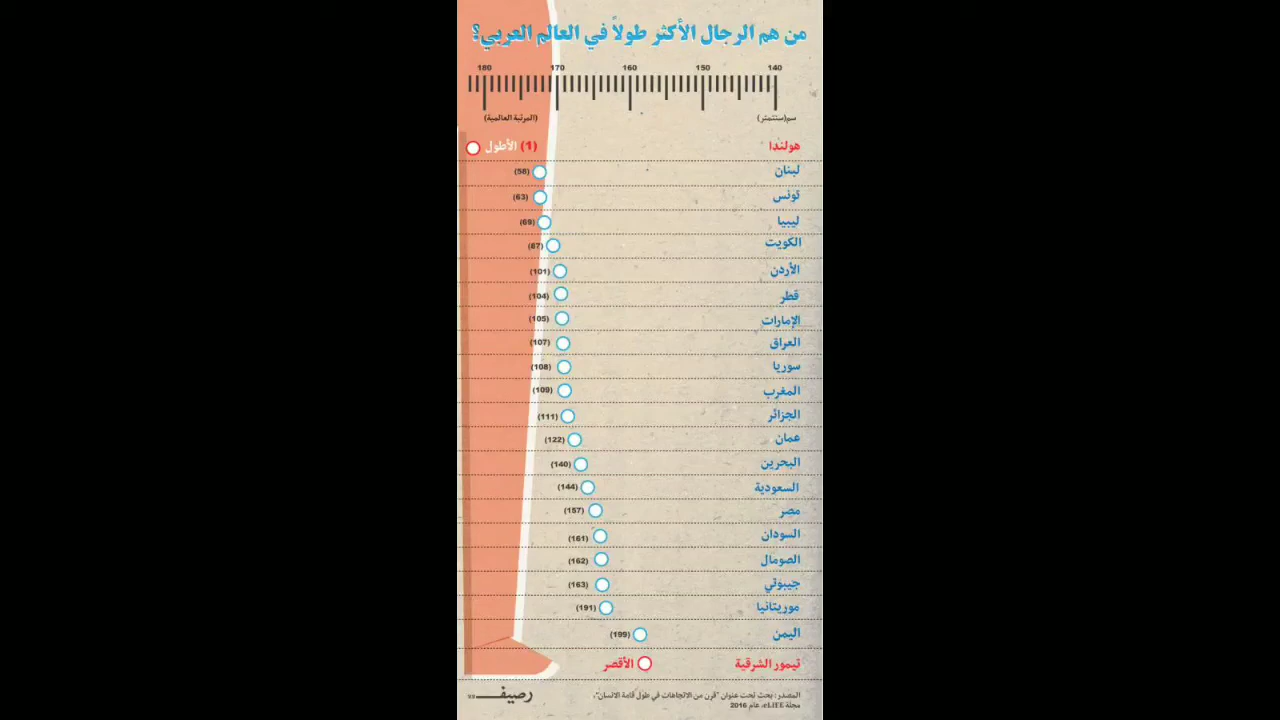 من هم الرجال الأكثر طولاً في العالم العربي؟
140 150 160 170 180
سم(سنتمتر) (المرتبة العالمية)
هولندا (1) الأطول
لبنان (58)
تونس (63)
ليبيا (69)
الكويت (87)
الأردن (101)
قطر (104)
الإمارات (105)
العراق (107)
سوريا (108)
المغرب (109)
الجزائر (111)
عمان (122)
البحرين (140)
السعودية (144)
مصر (157)
السودان (161)
الصومال (162)
جيبوتي (163)
موريتانيا (191)
اليمن (199)
تيمور الشرقية الأقصر
المصدر: بحث تحت عنوان "قرن من الاتجاهات في طول قامة الانسان"،
مجلة eLIFE، عام 2016
رصيف